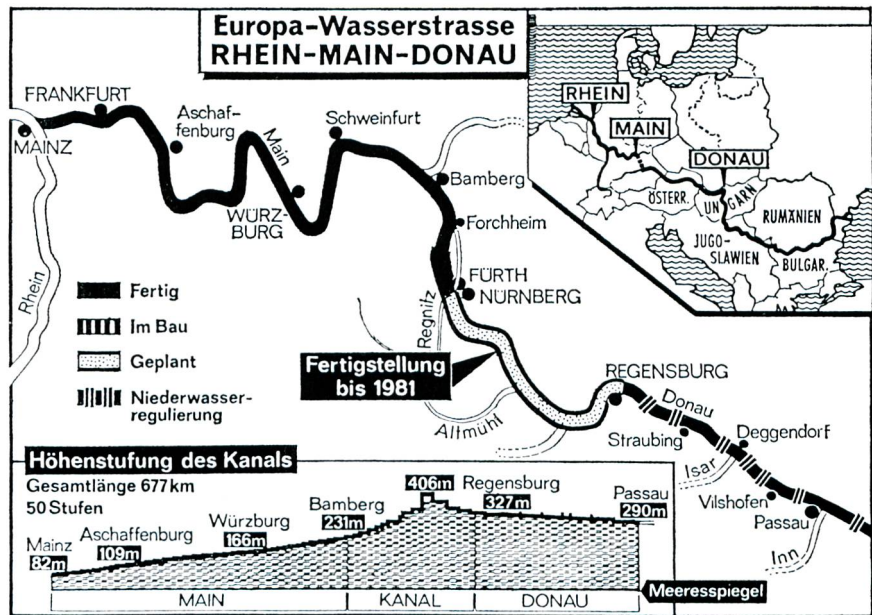 Europa-Wasserstrasse
RHEIN-MAIN-DONAU
FRANKFURT
MAINZ
Aschaf-
fenburg
Main
WÜRZ-
BURG
Schweinfurt
Bamberg
Forchheim
FÜRTH
NÜRNBERG
Rhein
Regnitz
Altmühl
REGENSBURG
Donau
Straubing
Deggendorf
Isar
Vilshofen
Passau
Inn
Fertigstellung
bis 1981
Fertig
Im Bau
Geplant
Niederwasser-
regulierung
RHEIN
MAIN
DONAU
ÖSTERR.
UN GARN
RUMÄNIEN
JUGO-
SLAWIEN
BULGAR.
Höhenstufung des Kanals
Gesamtlänge 677 km
50 Stufen
Mainz
82m
Aschaffenburg
109m
Würzburg
166m
Bamberg
231m
406m
Regensburg
327m
Passau
290m
Meeresspiegel
MAIN
KANAL
DONAU